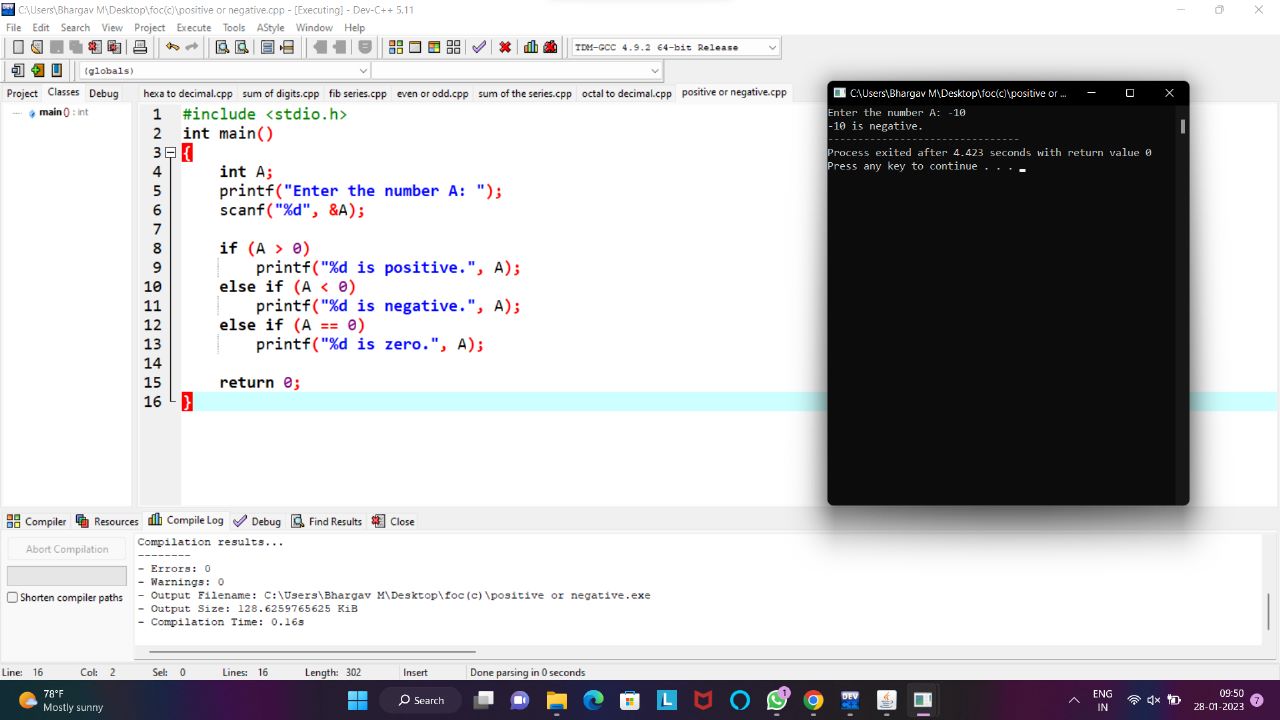 C:\Users\Bhargav M\Desktop\foc(c)\positive or negative.cpp - [Executing] - Dev-C++ 5.11
File Edit Search View Project Execute Tools AStyle Window Help
TDM-GCC 4.9.2 64-bit Release
(globals)
Project Classes Debug
hexa to decimal.cpp sum of digits.cpp fib series.cpp even or odd.cpp sum of the series.cpp octal to decimal.cpp positive or negative.cpp
main() : int
1 #include <stdio.h>
2 int main()
3 {
4 int A;
5 printf("Enter the number A: ");
6 scanf("%d", &A);
7
8 if (A > 0)
9 printf("%d is positive.", A);
10 else if (A < 0)
11 printf("%d is negative.", A);
12 else if (A == 0)
13 printf("%d is zero.", A);
14
15 return 0;
16 }
C:\Users\Bhargav M\Desktop\foc(c)\positive or ...
Enter the number A: -10
-10 is negative.
--------------------------------
Process exited after 4.423 seconds with return value 0
Press any key to continue . . .
Compiler Resources Compile Log Debug Find Results Close
Abort Compilation
Shorten compiler paths
Compilation results...
--------
- Errors: 0
- Warnings: 0
- Output Filename: C:\Users\Bhargav M\Desktop\foc(c)\positive or negative.exe
- Output Size: 128.6259765625 KiB
- Compilation Time: 0.16s
Line: 16 Col: 2 Sel: 0 Lines: 16 Length: 302 Insert Done parsing in 0 seconds
78°F
Mostly sunny
Search
DEV
L
1
ENG
IN
09:50
28-01-2023
7